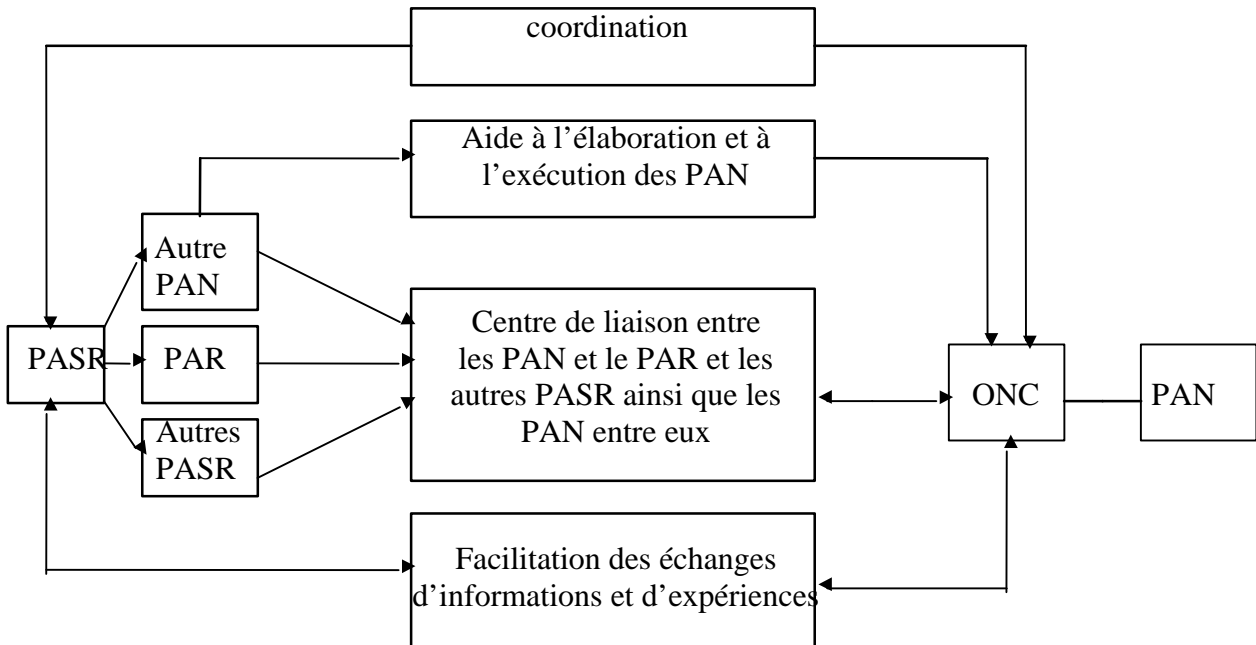 coordination
Aide à l’élaboration et à
l’exécution des PAN
Autre
PAN
PASR
PAR
Autres
PASR
Centre de liaison entre
les PAN et le PAR et les
autres PASR ainsi que les
PAN entre eux
ONC
PAN
Facilitation des échanges
d’informations et d’expériences